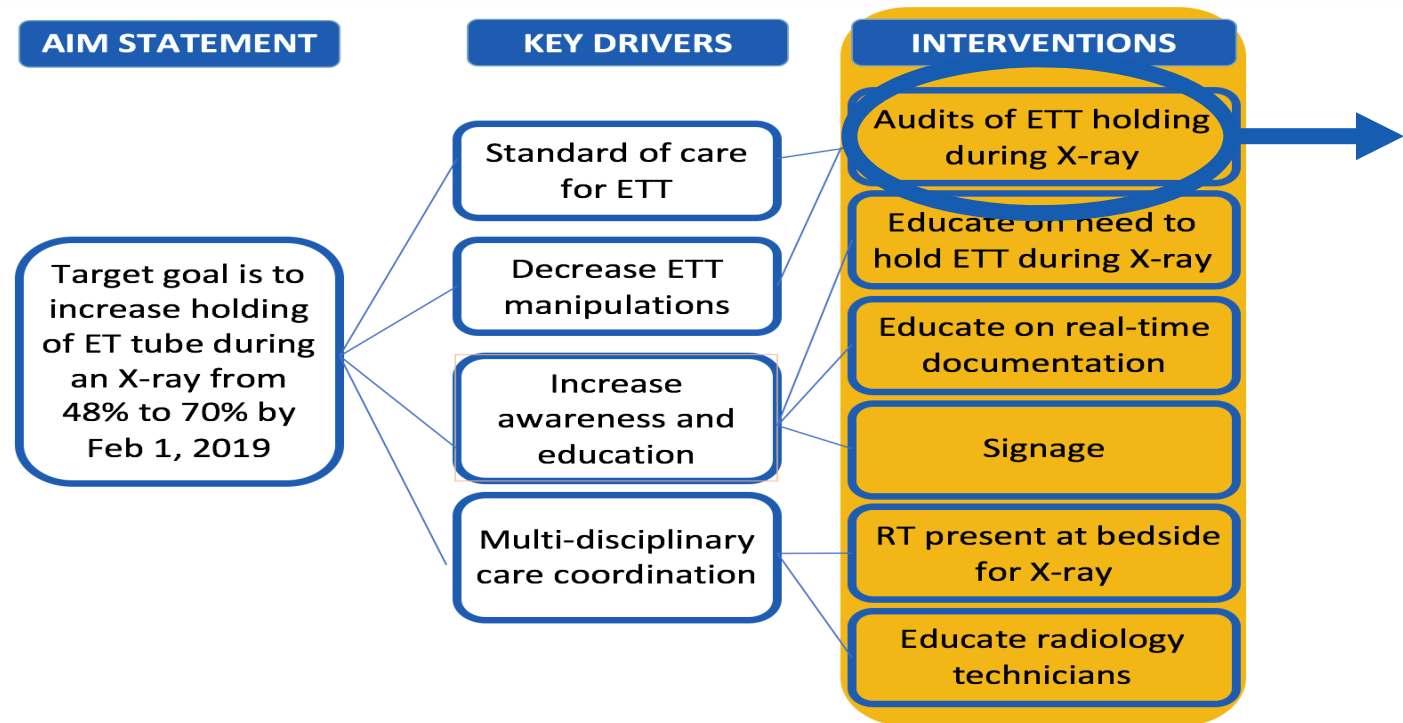 AIM STATEMENT
Target goal is to
increase holding
of ET tube during
an X-ray from
48% to 70% by
Feb 1, 2019
KEY DRIVERS
Standard of care
for ETT
Decrease ETT
manipulations
Increase
awareness and
education
Multi-disciplinary
care coordination
INTERVENTIONS
Audits of ETT holding
during X-ray
Educate on need to
hold ETT during X-ray
Educate on real-time
documentation
Signage
RT present at bedside
for X-ray
Educate radiology
technicians